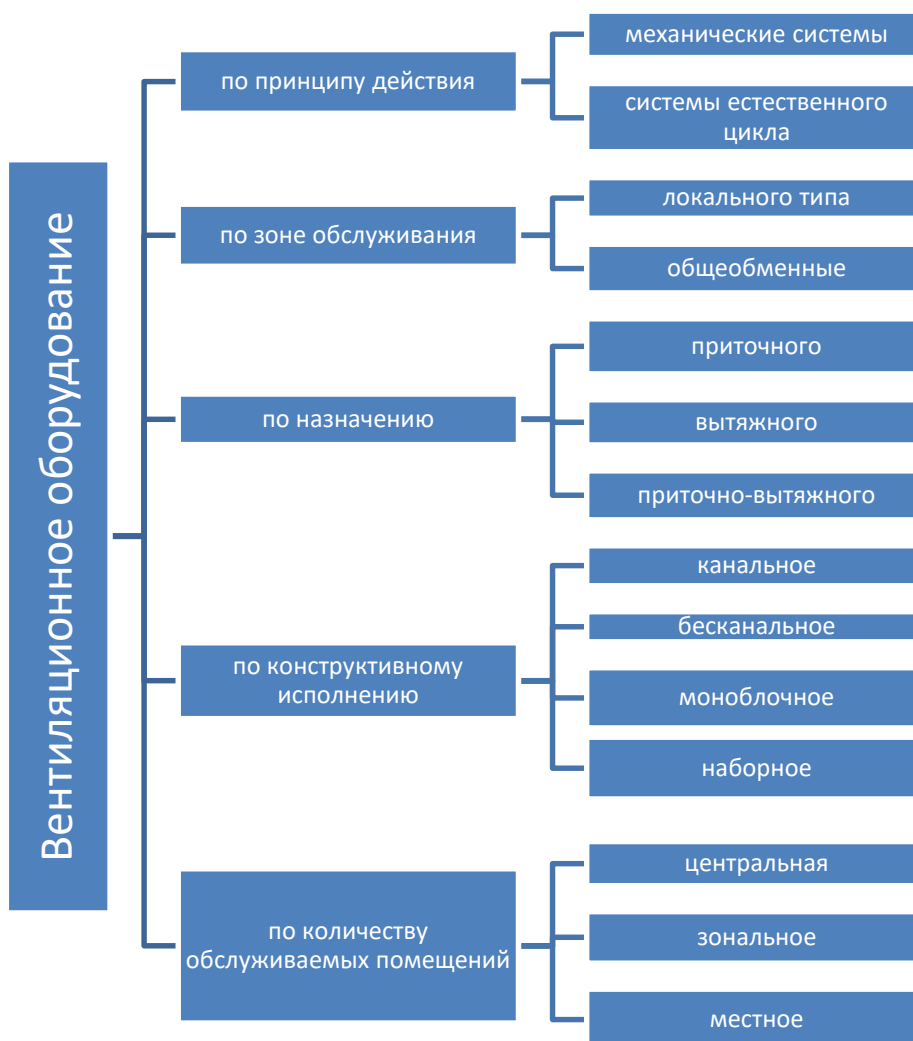 Вентиляционное оборудование
по принципу действия
механические системы
системы естественного
цикла
по зоне обслуживания
локального типа
общеобменные
по назначению
приточного
вытяжного
приточно-вытяжного
по конструктивному
исполнению
канальное
бесканальное
моноблочное
наборное
по количеству
обслуживаемых помещений
центральная
зональное
местное